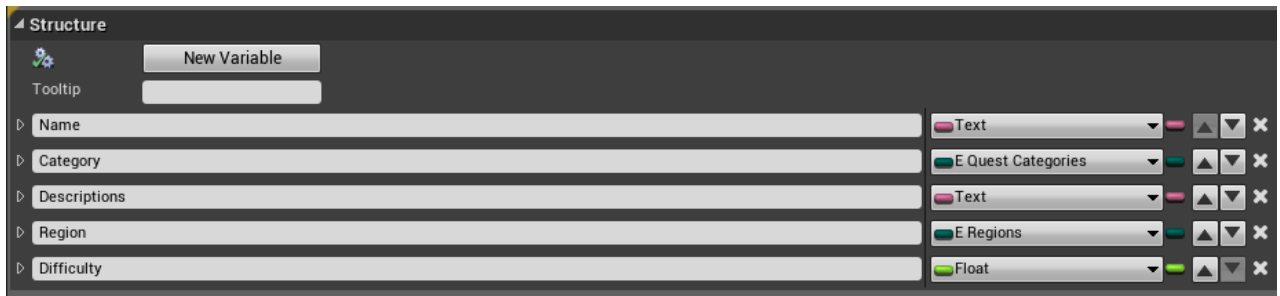 Structure
New Variable
Tooltip
Name Text
Category E Quest Categories
Descriptions Text
Region E Regions
Difficulty Float